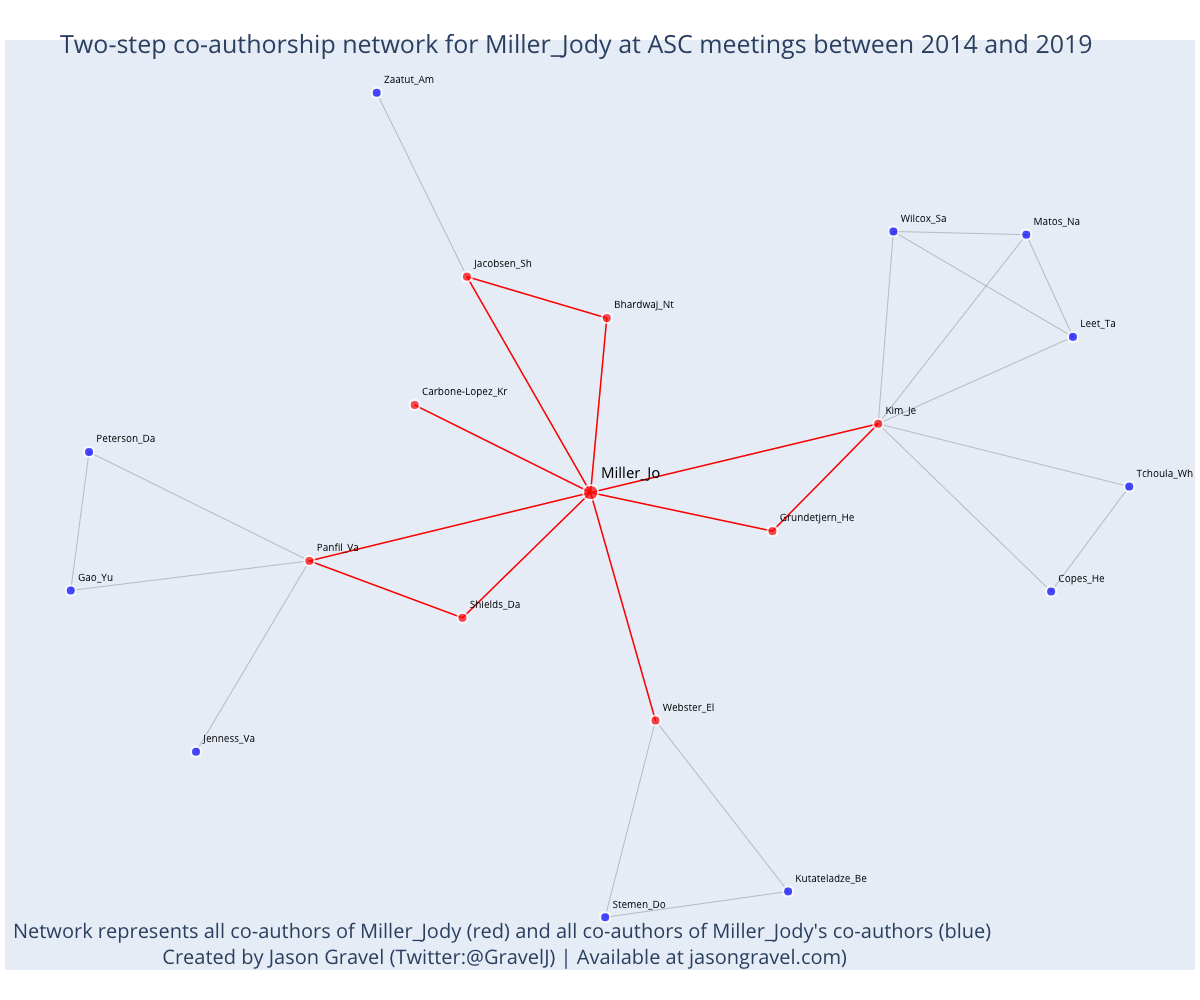 Two-step co-authorship network for Miller_Jody at ASC meetings between 2014 and 2019
Zaatut_Am
Wilcox_Sa
Matos_Na
Jacobsen_Sh
Bhardwaj_Nt
Leet_Ta
Carbone-Lopez_Kr
Kim_Je
Peterson_Da
Miller_Jo
Tchoula_Wh
Grundetjern_He
Panfil_Va
Gao_Yu
Copes_He
Shields_Da
Webster_El
Jenness_Va
Kutateladze_Be
Stemen_Do
Network represents all co-authors of Miller_Jody (red) and all co-authors of Miller_Jody's co-authors (blue)
Created by Jason Gravel (Twitter:@GravelJ) | Available at jasongravel.com)